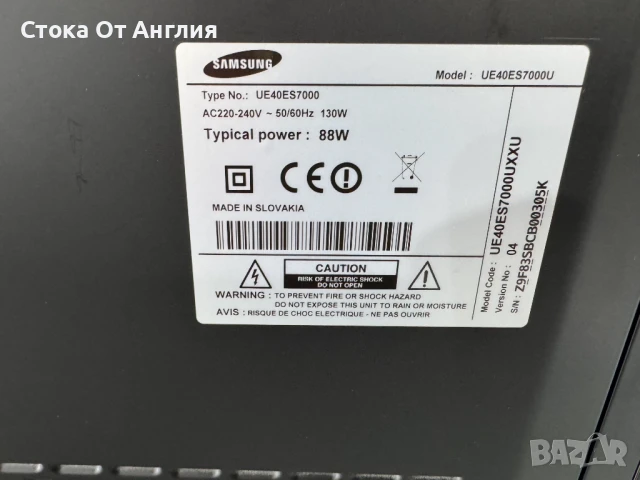 Стока От Англия
SAMSUNG
Model : UE40ES7000U
Type No.: UE40ES7000
AC220-240V ~ 50/60Hz 130W
Typical power : 88W
CE
MADE IN SLOVAKIA
CAUTION
RISK OF ELECTRIC SHOCK
DO NOT OPEN
WARNING : TO PREVENT FIRE OR SHOCK HAZARD
DO NOT EXPOSE THIS UNIT TO RAIN OR MOISTURE
AVIS : RISQUE DE CHOC ELECTRIQUE - NE PAS OUVRIR
Model Code : UE40ES7000UXXU
Version No : 04
S/N : Z9F83SBCB00305K
BAZAR